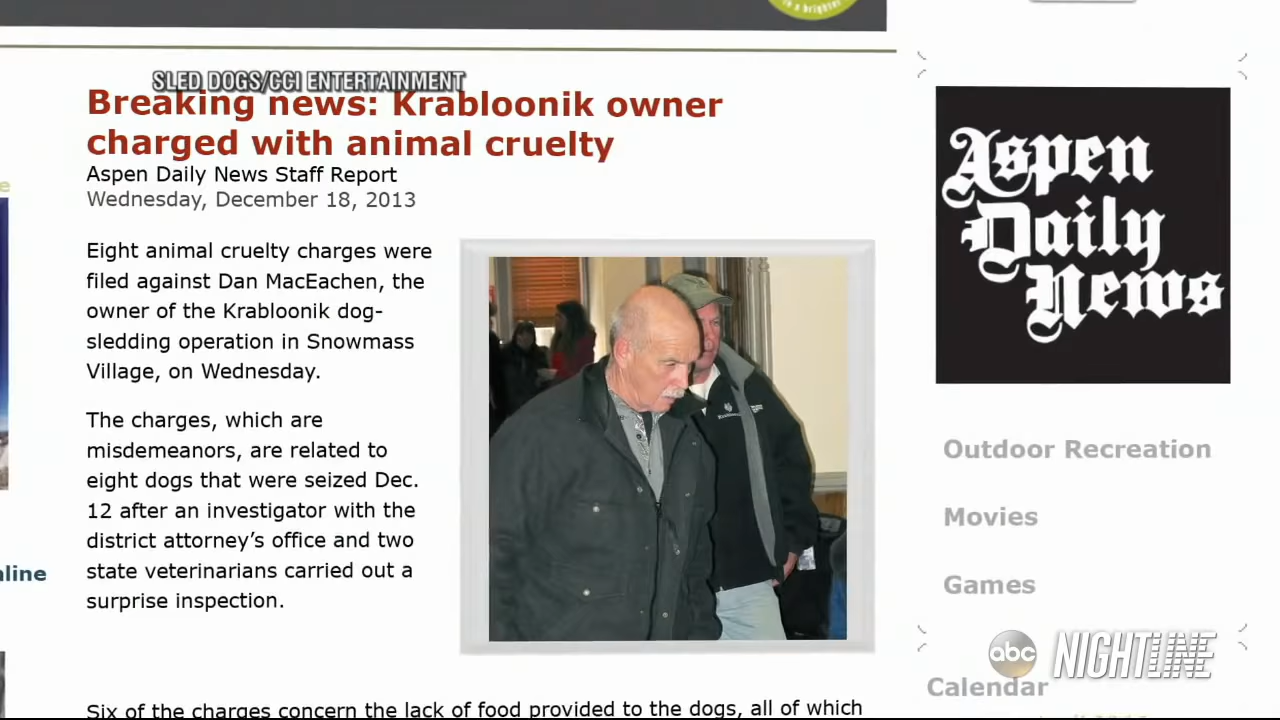 in a brighter
SLED DOGS/CCI ENTERTAINMENT
Breaking news: Krabloonik owner
charged with animal cruelty
Aspen Daily News Staff Report
Wednesday, December 18, 2013
Eight animal cruelty charges were
filed against Dan MacEachen, the
owner of the Krabloonik dog-
sledding operation in Snowmass
Village, on Wednesday.
The charges, which are
misdemeanors, are related to
eight dogs that were seized Dec.
12 after an investigator with the
district attorney’s office and two
state veterinarians carried out a
surprise inspection.
Six of the charges concern the lack of food provided to the dogs, all of which
Aspen
Daily
News
Outdoor Recreation
Movies
Games
Calendar
abc NIGHTLINE